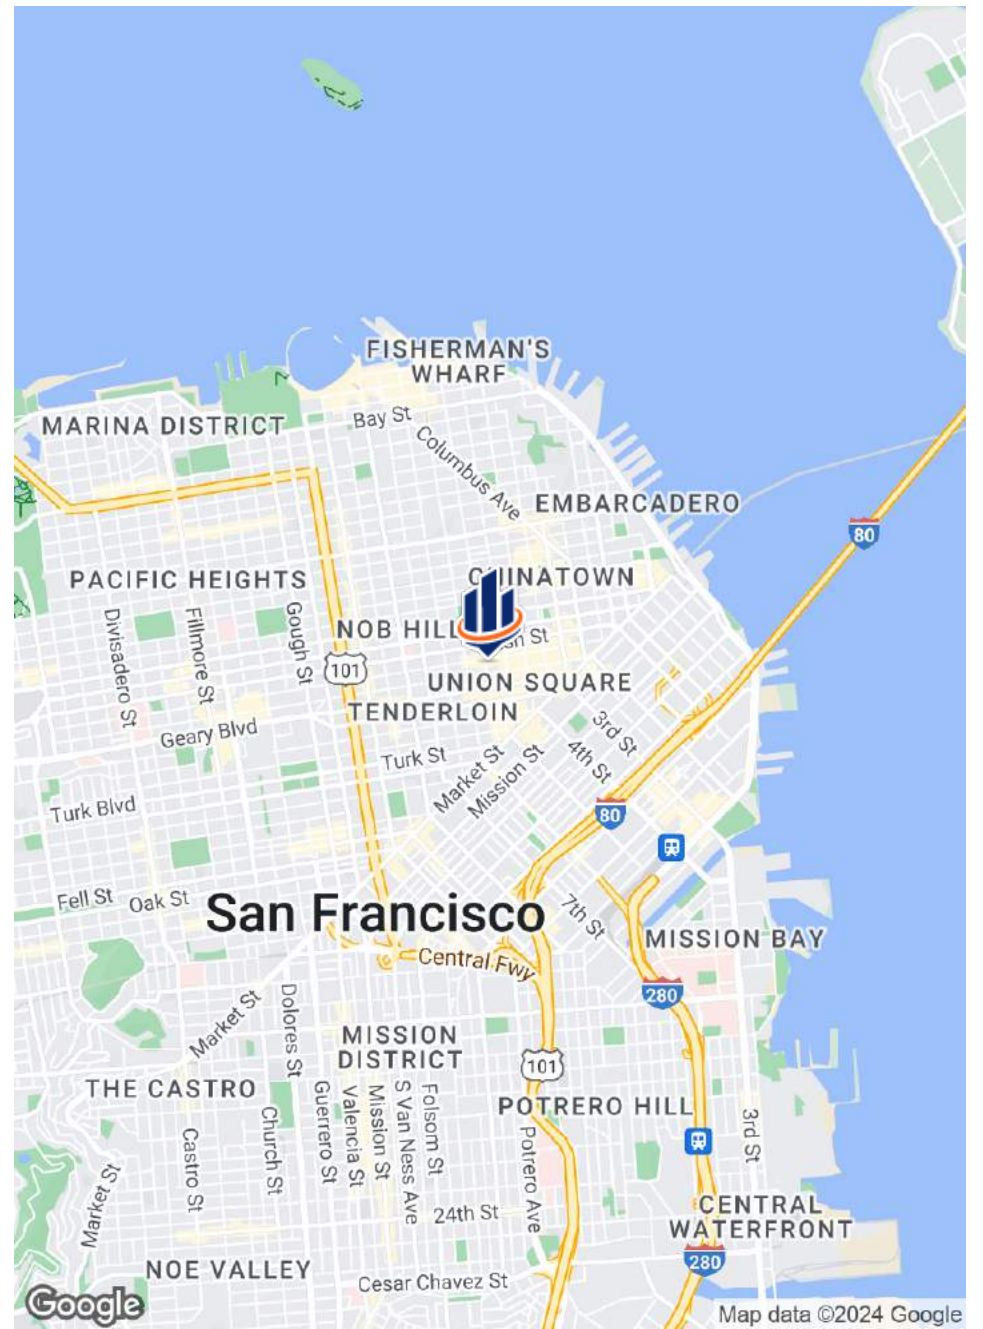 FISHERMAN'S
WHARF
MARINA DISTRICT
Bay St
Columbus Ave
EMBARCADERO
80
PACIFIC HEIGHTS
CHINATOWN
Divisadero St
Fillmore St
Gough St
NOB HILL
St
101
UNION SQUARE
TENDERLOIN
Geary Blvd
3rd St
4th St
Turk St
Market St
Mission St
Turk Blvd
80
Fell St
Oak St
San Francisco
7th St
MISSION BAY
Central Fwy
280
Market St
Dolores St
MISSION
DISTRICT
101
THE CASTRO
Guerrero St
Valencia St
Mission St
S Van Ness Ave
Folsom St
POTRERO HILL
Church St
Castro St
Potrero Ave
3rd St
Market St
24th St
CENTRAL
WATERFRONT
NOE VALLEY
Cesar Chavez St
280
Google
Map data ©2024 Google